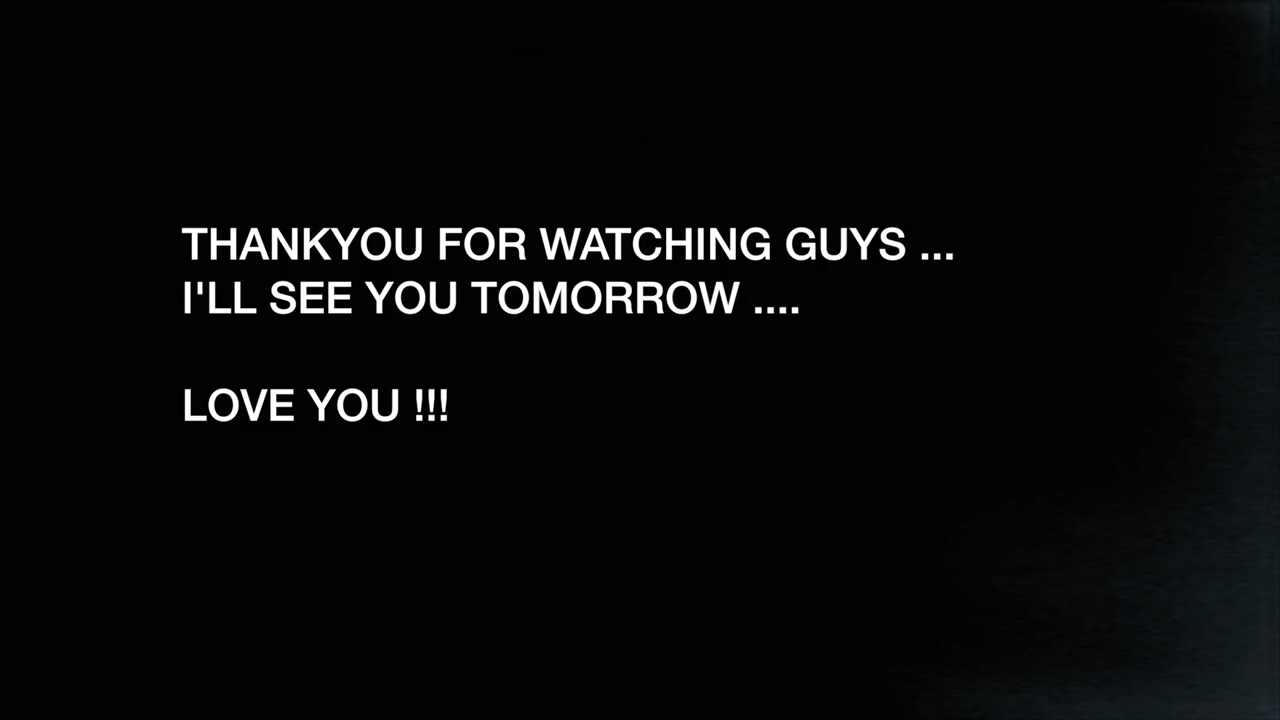 THANKYOU FOR WATCHING GUYS ...
I'LL SEE YOU TOMORROW ....
LOVE YOU !!!